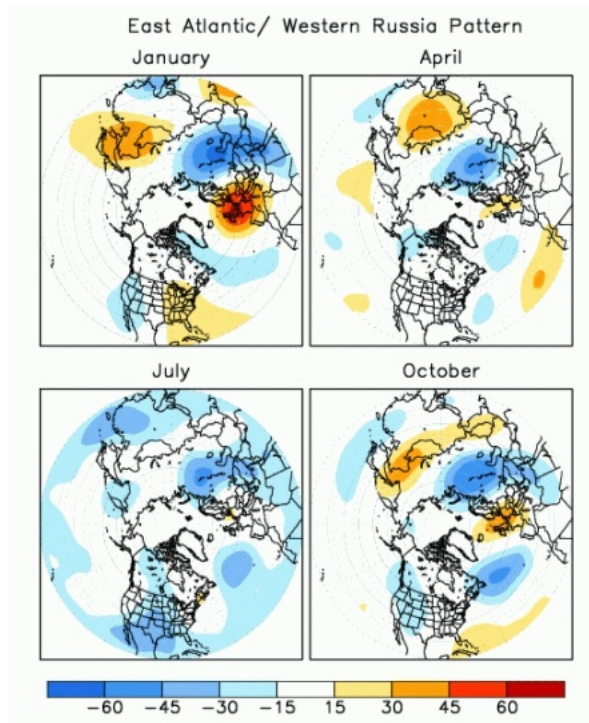 East Atlantic/ Western Russia Pattern
January April
July October
−60 −45 −30 −15 15 30 45 60